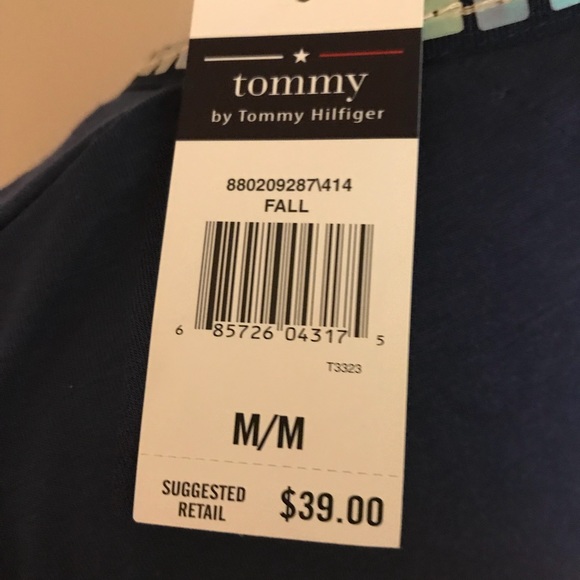 tommy
by Tommy Hilfiger
880209287\414
FALL
6 85726 04317 5
T3323
M/M
SUGGESTED
RETAIL $39.00